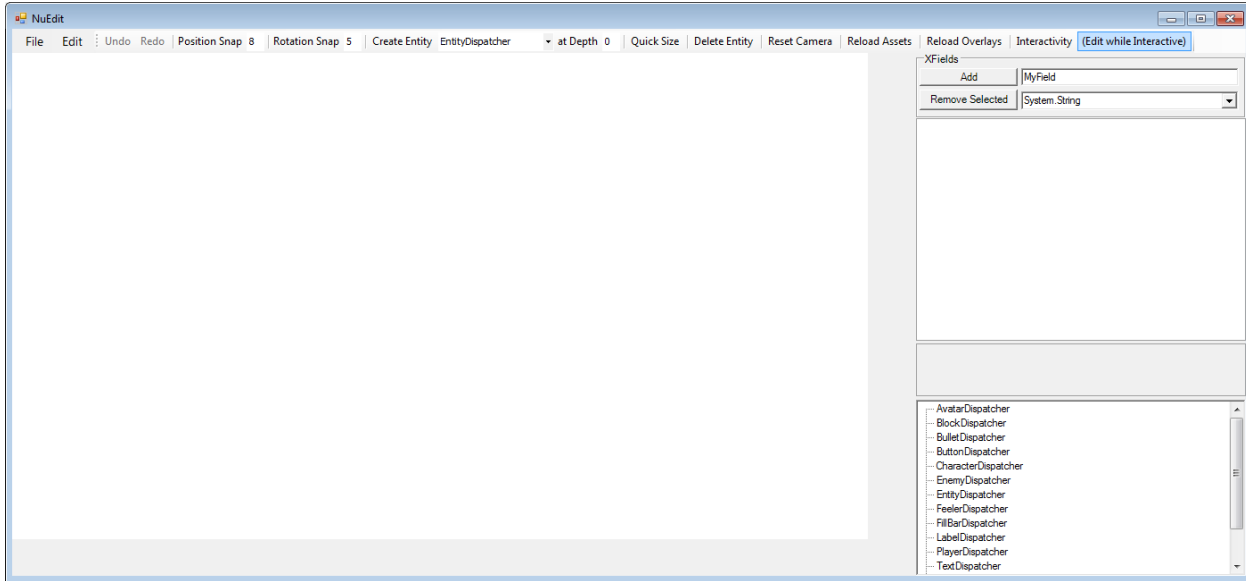 NuEdit
File Edit Undo Redo Position Snap 8 Rotation Snap 5 Create Entity EntityDispatcher at Depth 0 Quick Size Delete Entity Reset Camera Reload Assets Reload Overlays Interactivity (Edit while Interactive)
XFields
Add MyField
Remove Selected System.String
AvatarDispatcher
BlockDispatcher
BulletDispatcher
ButtonDispatcher
CharacterDispatcher
EnemyDispatcher
EntityDispatcher
FeelerDispatcher
FillBarDispatcher
LabelDispatcher
PlayerDispatcher
TextDispatcher